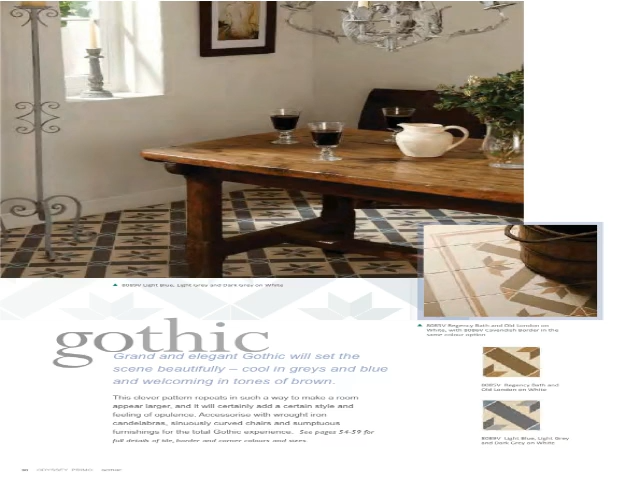 Light Blue, Light Grey and Dark Grey on White
gothic
Grand and elegant Gothic will set the
scene beautifully – cool in greys and blue
and welcoming in tones of brown.
This clever pattern repeats in such a way to make a room
appear larger, and it will certainly add a certain style and
feeling of opulence. Accessorise with wrought iron
candelabras, sinuously curved chairs and sumptuous
furnishings for the total Gothic experience. See pages 54-59 for
full details of tile, border and corner colours and sizes.
8085V Regency Bath and Old London on
White, with 8086V Cavendish Border in the
same colour option
8085V Regency Bath and
Old London on White
8089V Light Blue, Light Grey
and Dark Grey on White
gothic